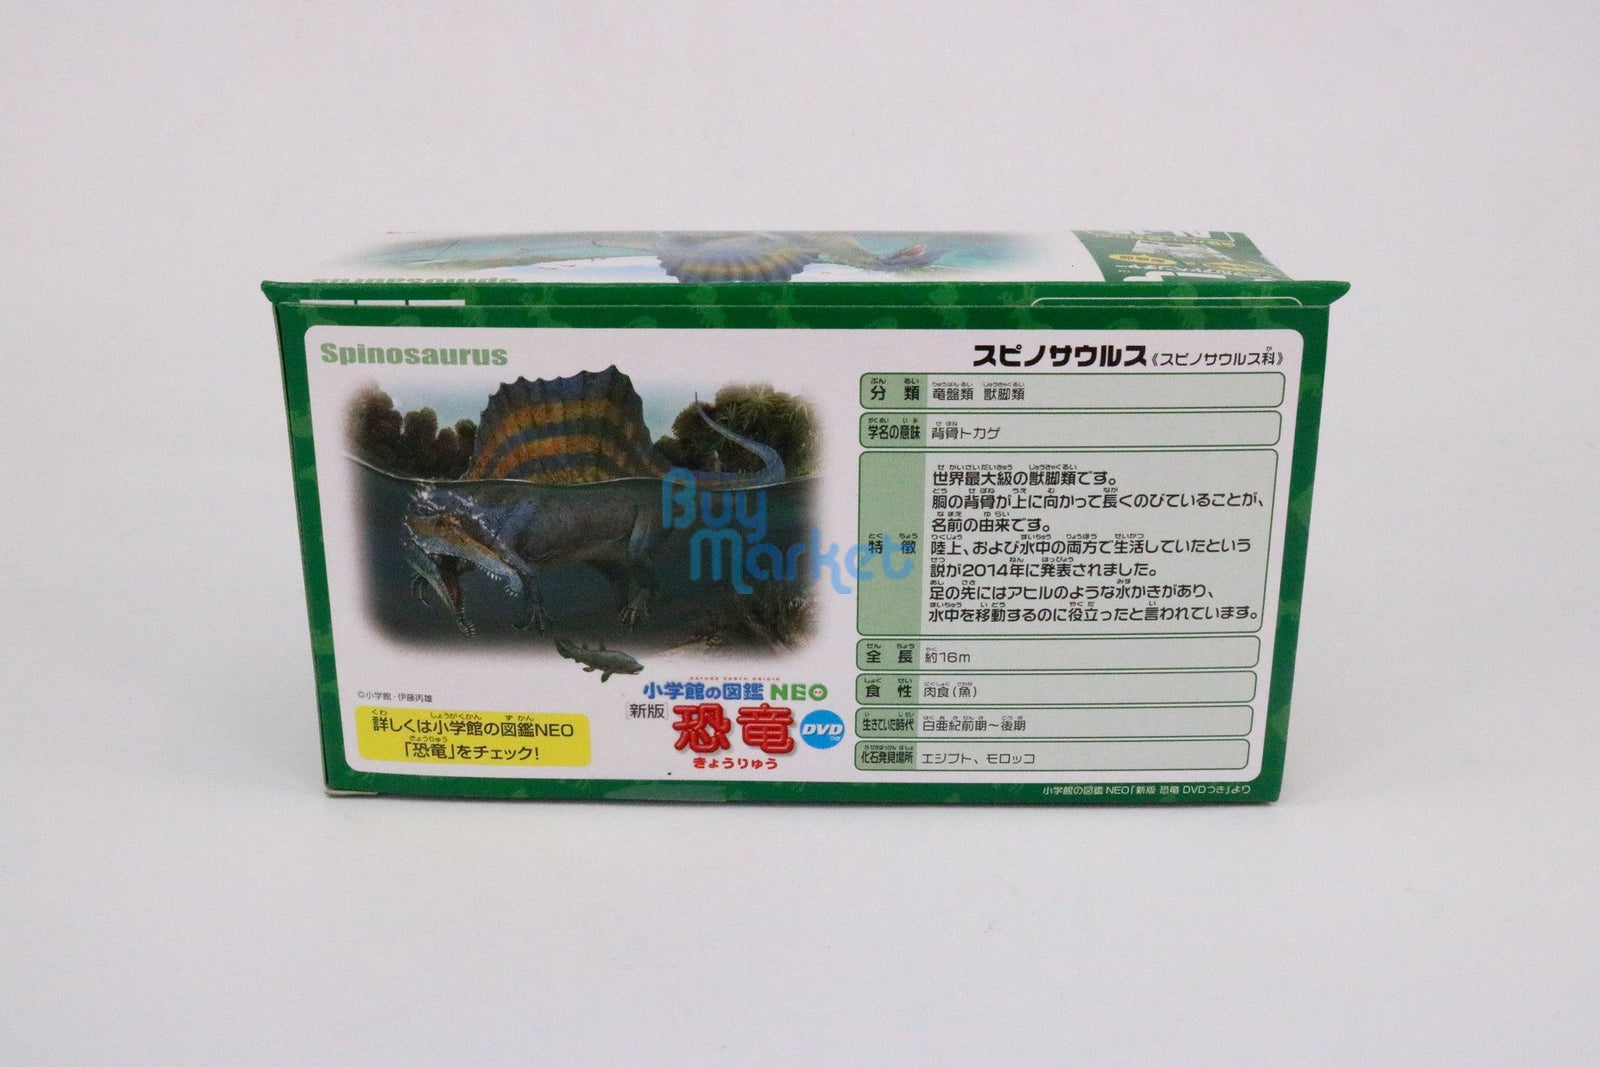 Spinosaurus
スピノサウルス《スピノサウルス科》
分類 竜盤類 獣脚類
学名の意味 背骨トカゲ
特徴
世界最大級の獣脚類です。
胴の背骨が上に向かって長くのびていることが、
名前の由来です。
陸上、および水中の両方で生活していたという
説が2014年に発表されました。
足の先にはアヒルのような水かきがあり、
水中を移動するのに役立ったと言われています。
全長 約16m
食性 肉食(魚)
生きていた時代 白亜紀前期〜後期
化石発見場所 エジプト、モロッコ
小学館の図鑑NEO「新版 恐竜 DVDつき」より
©小学館・伊藤丙雄
詳しくは小学館の図鑑NEO
「恐竜」をチェック!
小学館の図鑑 NEO
[新版] 恐竜 DVDつき
きょうりゅう
Buy
Market